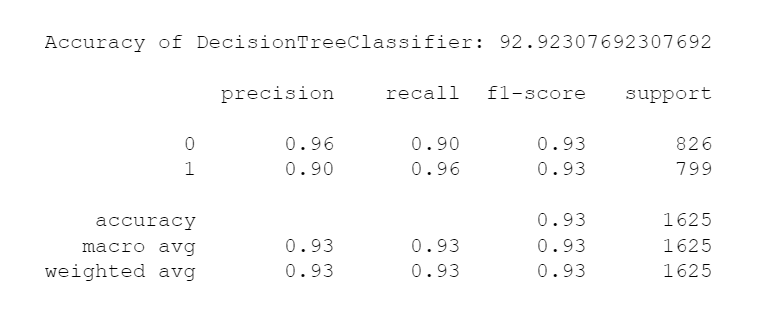 Accuracy of DecisionTreeClassifier: 92.92307692307692
precision recall f1-score support
0 0.96 0.90 0.93 826
1 0.90 0.96 0.93 799
accuracy 0.93 1625
macro avg 0.93 0.93 0.93 1625
weighted avg 0.93 0.93 0.93 1625